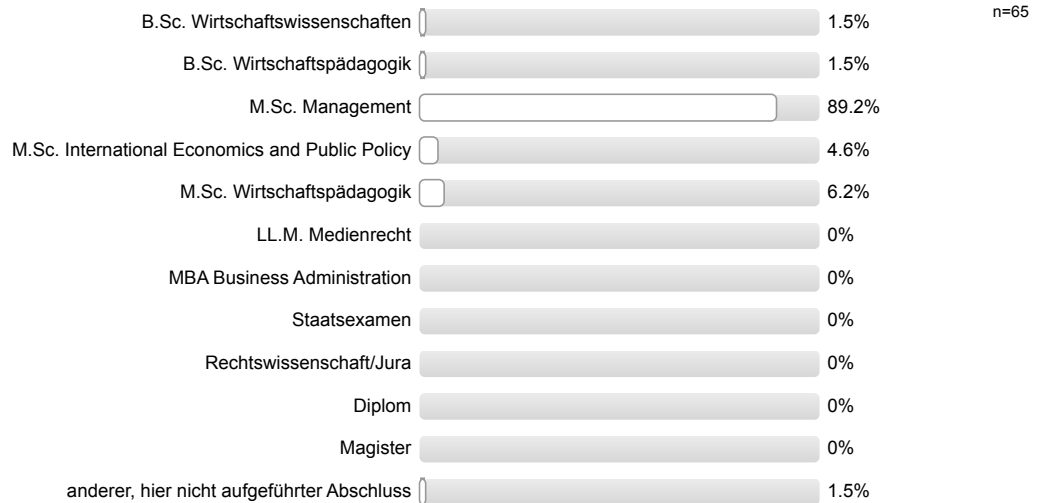 B.Sc. Wirtschaftswissenschaften 1.5% n=65
B.Sc. Wirtschaftspädagogik 1.5%
M.Sc. Management 89.2%
M.Sc. International Economics and Public Policy 4.6%
M.Sc. Wirtschaftspädagogik 6.2%
LL.M. Medienrecht 0%
MBA Business Administration 0%
Staatsexamen 0%
Rechtswissenschaft/Jura 0%
Diplom 0%
Magister 0%
anderer, hier nicht aufgeführter Abschluss 1.5%